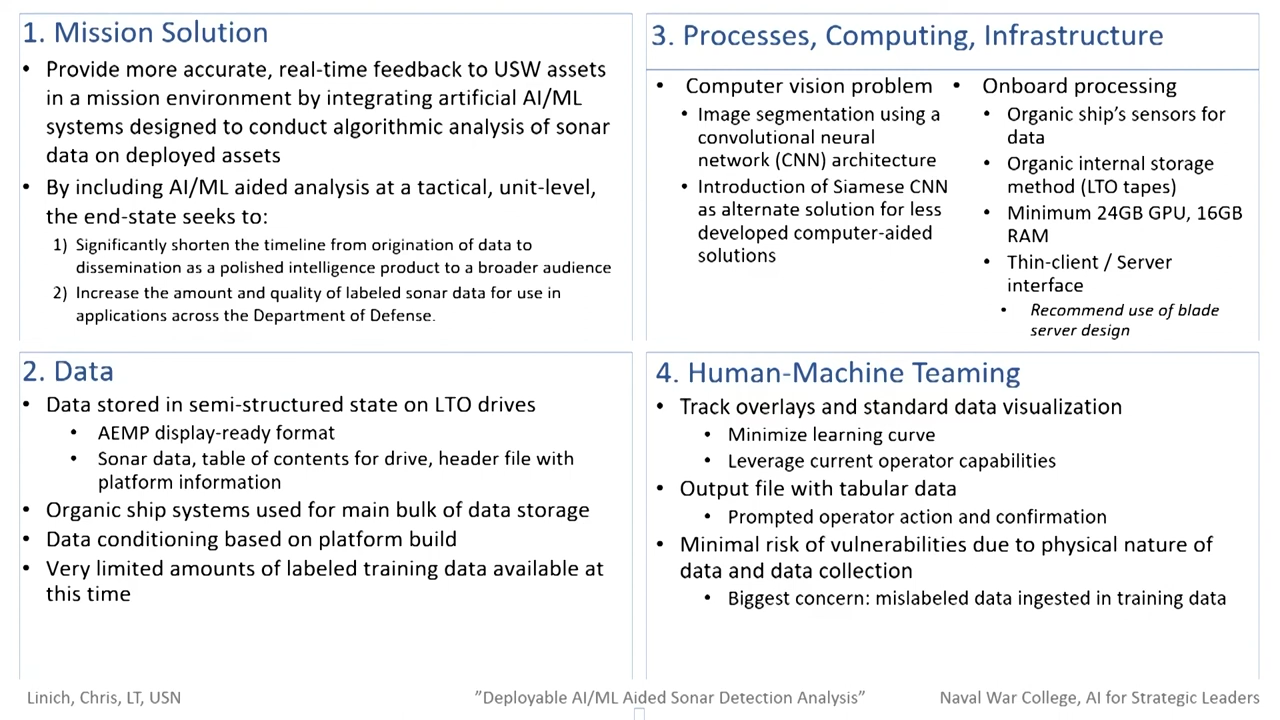 1. Mission Solution
• Provide more accurate, real-time feedback to USW assets
in a mission environment by integrating artificial AI/ML
systems designed to conduct algorithmic analysis of sonar
data on deployed assets
• By including AI/ML aided analysis at a tactical, unit-level,
the end-state seeks to:
1) Significantly shorten the timeline from origination of data to
dissemination as a polished intelligence product to a broader audience
2) Increase the amount and quality of labeled sonar data for use in
applications across the Department of Defense.
2. Data
• Data stored in semi-structured state on LTO drives
• AEMP display-ready format
• Sonar data, table of contents for drive, header file with
platform information
• Organic ship systems used for main bulk of data storage
• Data conditioning based on platform build
• Very limited amounts of labeled training data available at
this time
3. Processes, Computing, Infrastructure
• Computer vision problem
• Image segmentation using a
convolutional neural
network (CNN) architecture
• Introduction of Siamese CNN
as alternate solution for less
developed computer-aided
solutions
• Onboard processing
• Organic ship's sensors for
data
• Organic internal storage
method (LTO tapes)
• Minimum 24GB GPU, 16GB
RAM
• Thin-client / Server
interface
• Recommend use of blade
server design
4. Human-Machine Teaming
• Track overlays and standard data visualization
• Minimize learning curve
• Leverage current operator capabilities
• Output file with tabular data
• Prompted operator action and confirmation
• Minimal risk of vulnerabilities due to physical nature of
data and data collection
• Biggest concern: mislabeled data ingested in training data
Linich, Chris, LT, USN
”Deployable AI/ML Aided Sonar Detection Analysis”
Naval War College, AI for Strategic Leaders